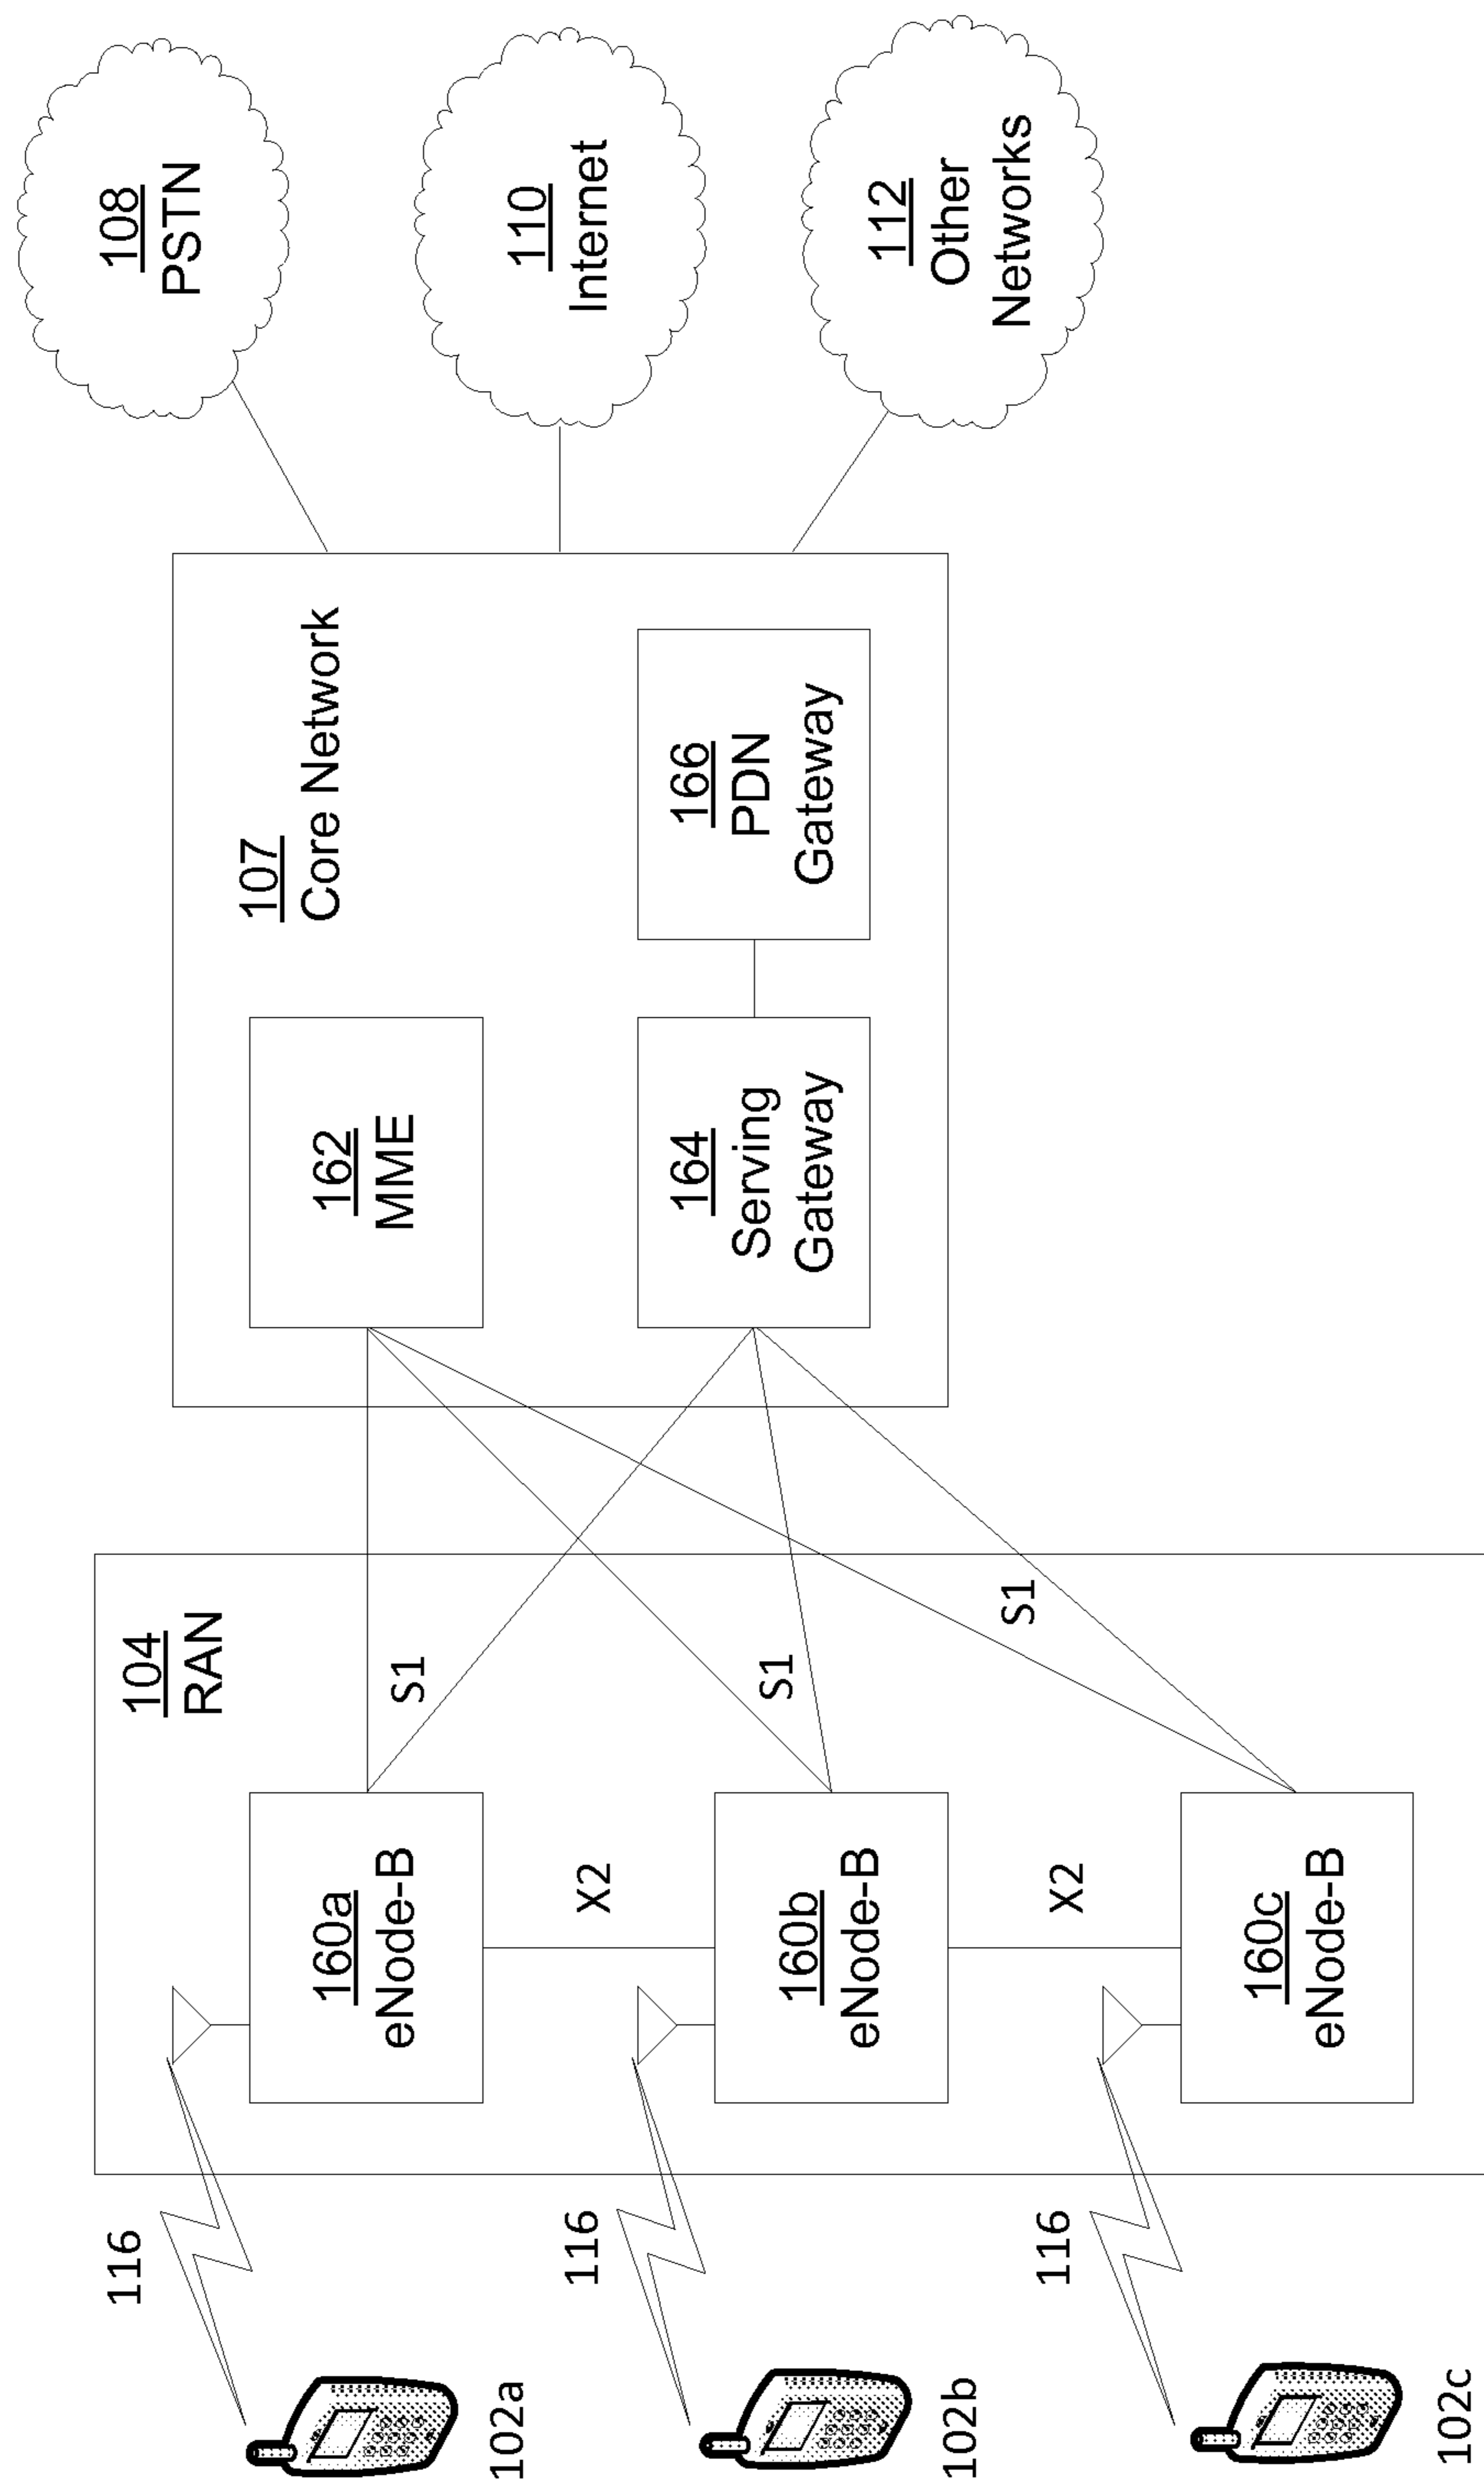 102a
116
104
RAN
160a
eNode-B
S1
X2
102b
116
160b
eNode-B
S1
X2
102c
116
160c
eNode-B
S1
107
Core Network
162
MME
164
Serving
Gateway
166
PDN
Gateway
108
PSTN
110
Internet
112
Other
Networks